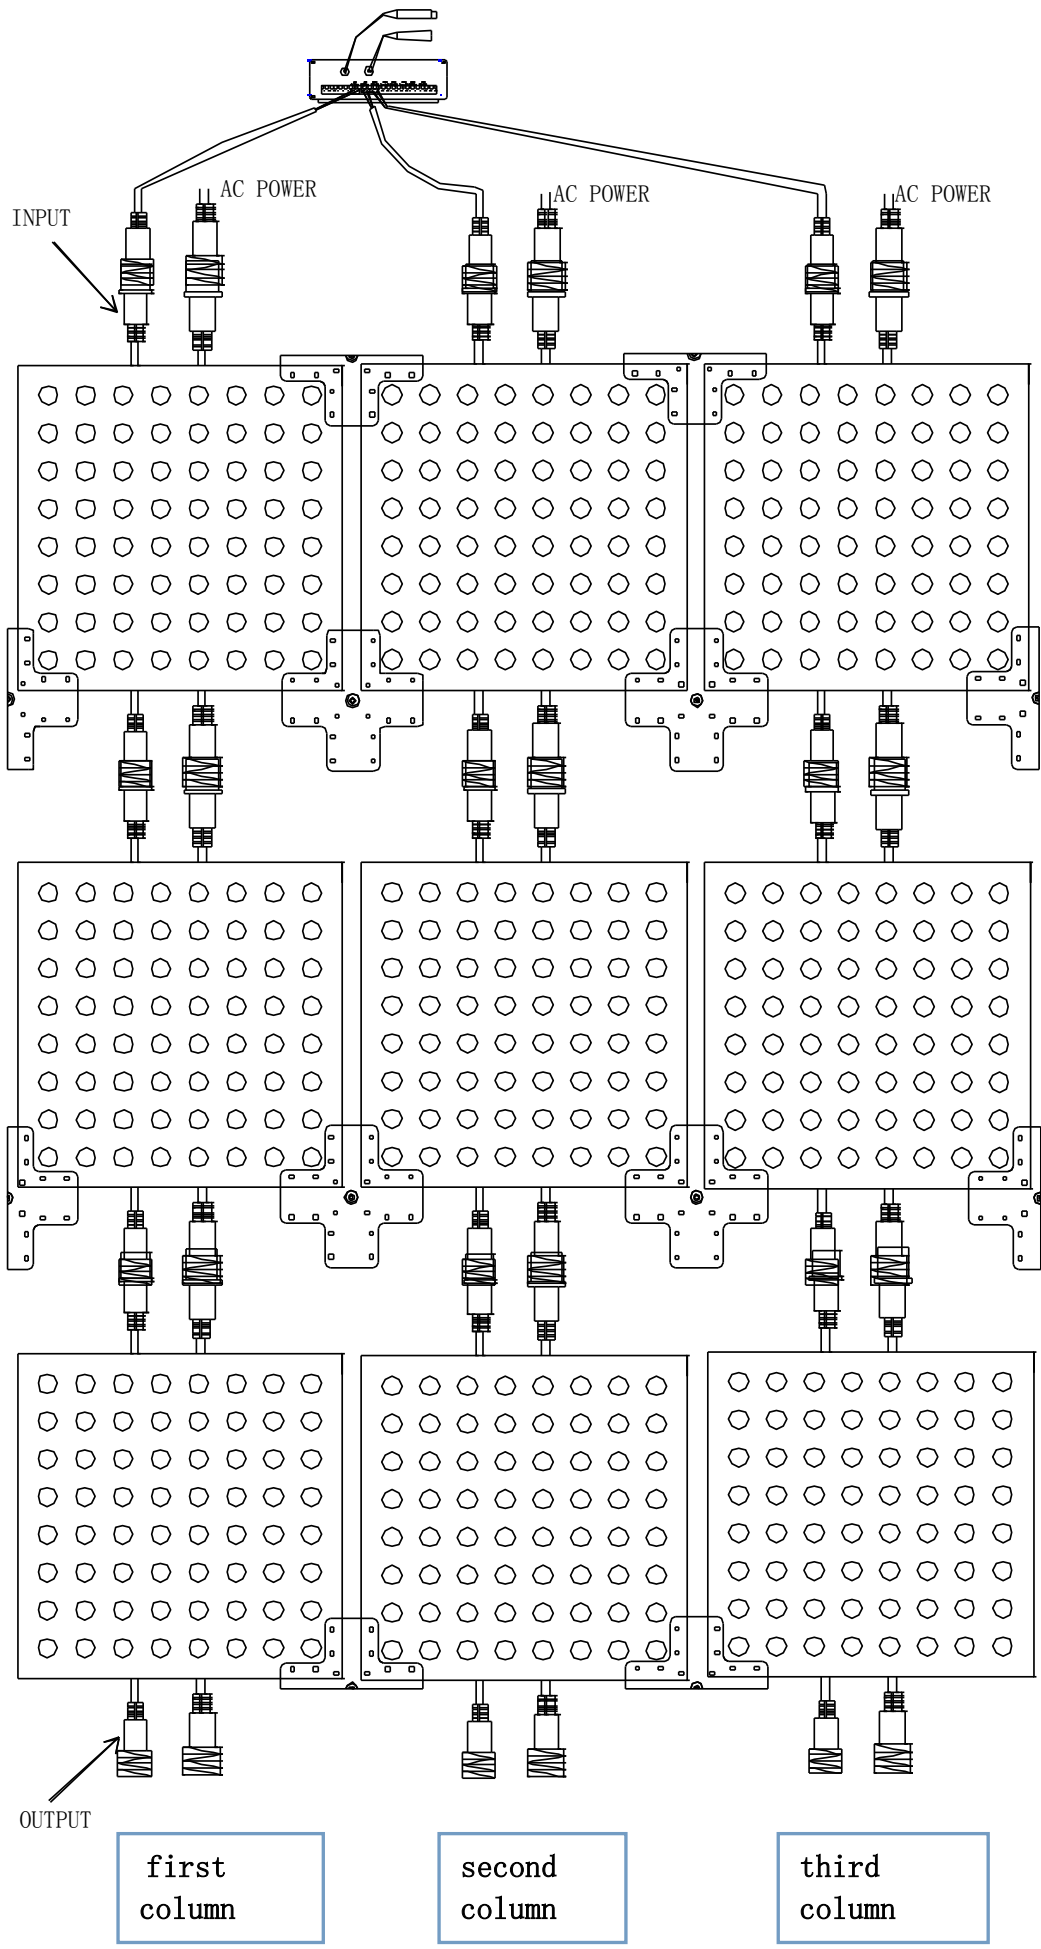 AC POWER
AC POWER
AC POWER
INPUT
OUTPUT
first
column
second
column
third
column